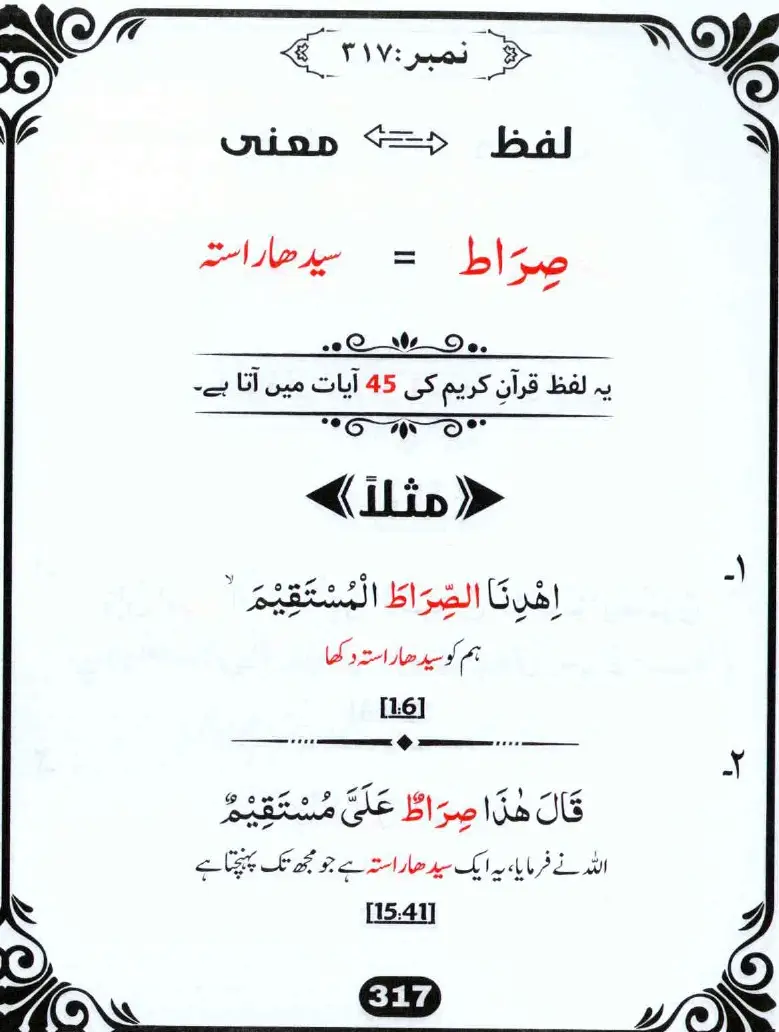 نمبر:۳۱۷
لفظ ⇐⇒ معنی
صِرَاط = سیدھا راستہ
یہ لفظ قرآنِ کریم کی 45 آیات میں آتا ہے۔
مثلاً
۱۔
اِهْدِنَا الصِّرَاطَ الْمُسْتَقِيْمَ ۙ
ہم کو سیدھا راستہ دکھا
[1:6]
۲۔
قَالَ هٰذَا صِرَاطٌ عَلَىَّ مُسْتَقِيْمٌ
اللہ نے فرمایا، یہ ایک سیدھا راستہ ہے جو مجھ تک پہنچتا ہے
[15:41]
317